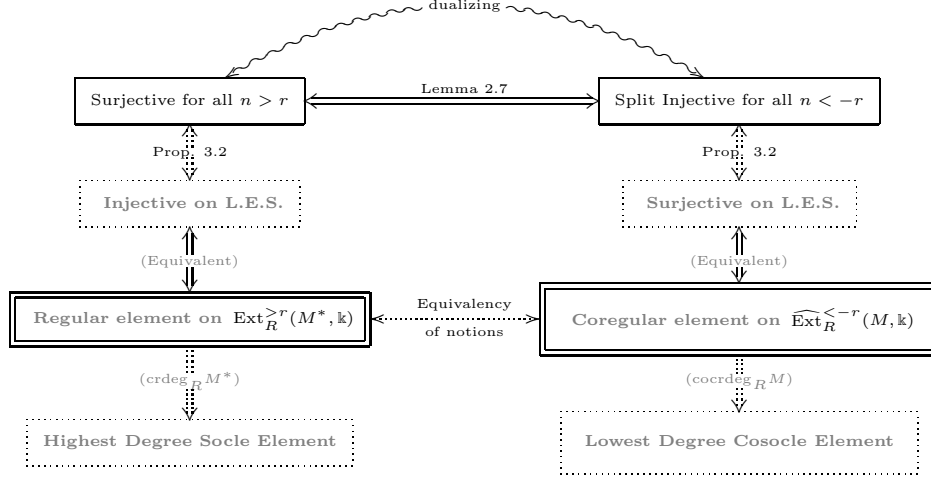 dualizing
Surjective for all n > r
Lemma 2.7
Split Injective for all n < −r
Prop. 3.2
Prop. 3.2
Injective on L.E.S.
Surjective on L.E.S.
(Equivalent)
(Equivalent)
Regular element on Ext_R^{>r}(M*, 𝕜)
Equivalency
of notions
Coregular element on \widehat{Ext}_R^{<−r}(M, 𝕜)
(crdeg_R M*)
(cocrdeg_R M)
Highest Degree Socle Element
Lowest Degree Cosocle Element